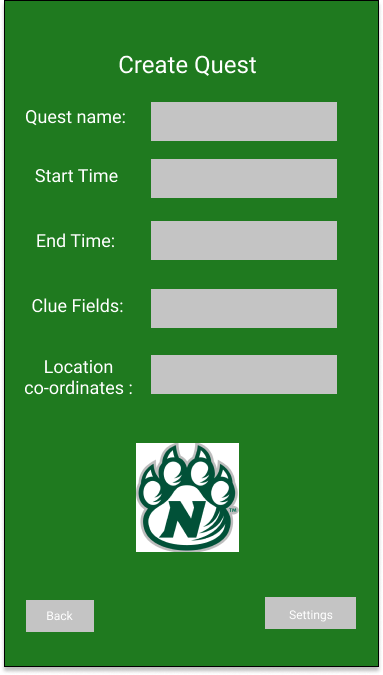 Create Quest
Quest name:
Start Time
End Time:
Clue Fields:
Location
co-ordinates :
N
TM
Back
Settings